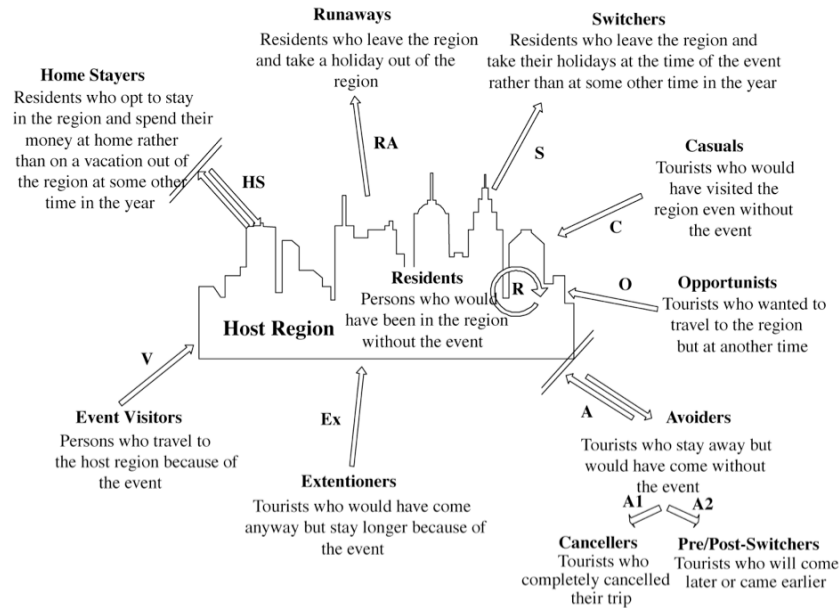 Runaways
Residents who leave the region
and take a holiday out of the
region
Switchers
Residents who leave the region and
take their holidays at the time of the event
rather than at some other time in the year
Home Stayers
Residents who opt to stay
in the region and spend their
money at home rather
than on a vacation out of
the region at some other
time in the year
HS
RA
S
Casuals
Tourists who would
have visited the
region even without
the event
C
Residents
Persons who would
have been in the region
without the event
R
Host Region
O
Opportunists
Tourists who wanted to
travel to the region
but at another time
V
Event Visitors
Persons who travel to
the host region because of
the event
Ex
Extentioners
Tourists who would have come
anyway but stay longer because of
the event
A
Avoiders
Tourists who stay away but
would have come without
the event
A1
A2
Cancellers
Tourists who
completely cancelled
their trip
Pre/Post-Switchers
Tourists who will come
later or came earlier